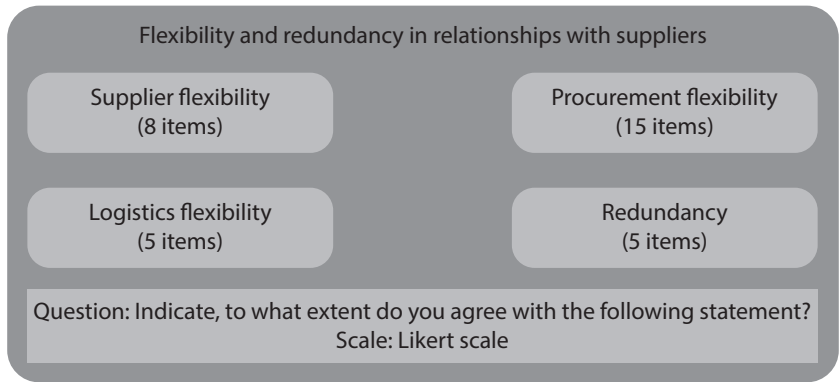 Flexibility and redundancy in relationships with suppliers
Supplier flexibility
(8 items)
Procurement flexibility
(15 items)
Logistics flexibility
(5 items)
Redundancy
(5 items)
Question: Indicate, to what extent do you agree with the following statement?
Scale: Likert scale